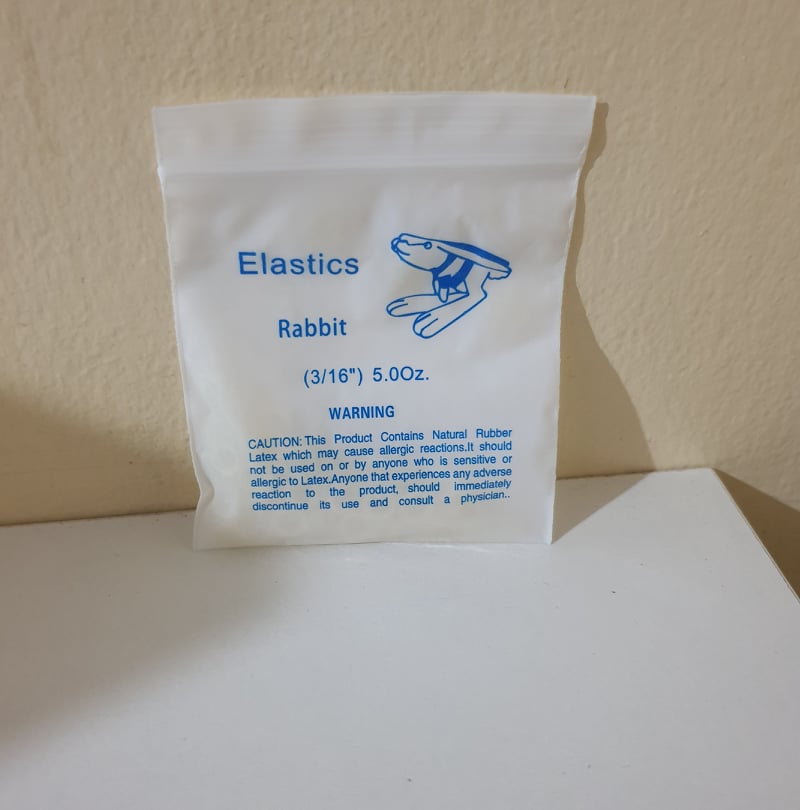 Elastics
Rabbit
(3/16") 5.0Oz.
WARNING
CAUTION: This Product Contains Natural Rubber
Latex which may cause allergic reactions.It should
not be used on or by anyone who is sensitive or
allergic to Latex.Anyone that experiences any adverse
reaction to the product, should immediately
discontinue its use and consult a physician..